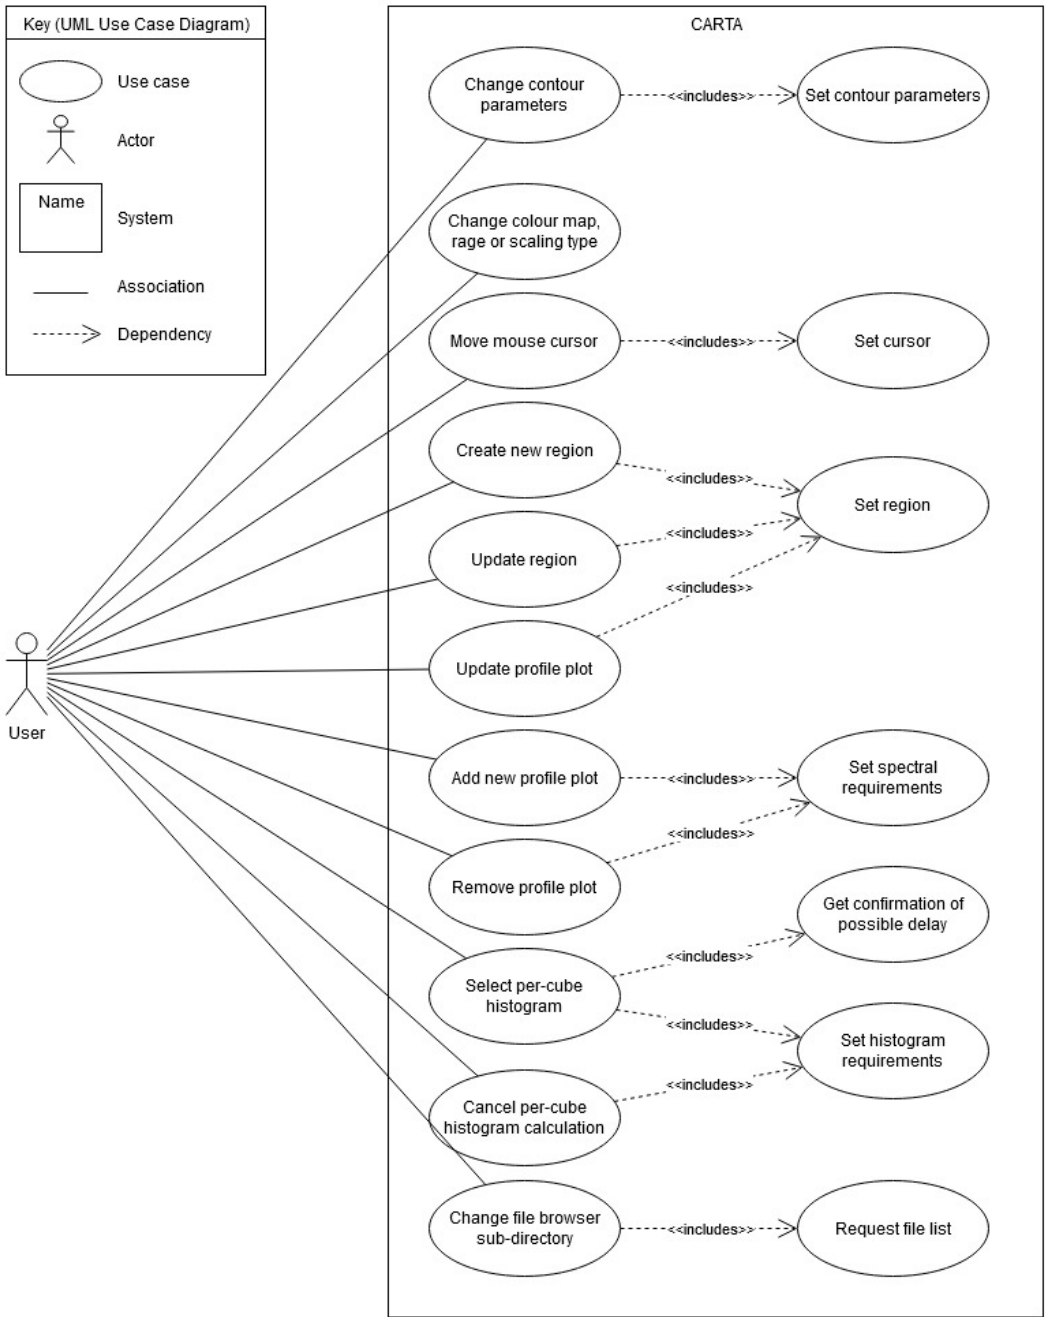 Key (UML Use Case Diagram)
Use case
Actor
Name
System
Association
Dependency
CARTA
Change contour
parameters
<<includes>>
Set contour parameters
Change colour map,
rage or scaling type
Move mouse cursor
<<includes>>
Set cursor
Create new region
<<includes>>
Set region
Update region
<<includes>>
<<includes>>
Update profile plot
User
Add new profile plot
<<includes>>
Set spectral
requirements
<<includes>>
Remove profile plot
Get confirmation of
possible delay
<<includes>>
Select per-cube
histogram
<<includes>>
Set histogram
requirements
<<includes>>
Cancel per-cube
histogram calculation
Change file browser
sub-directory
<<includes>>
Request file list